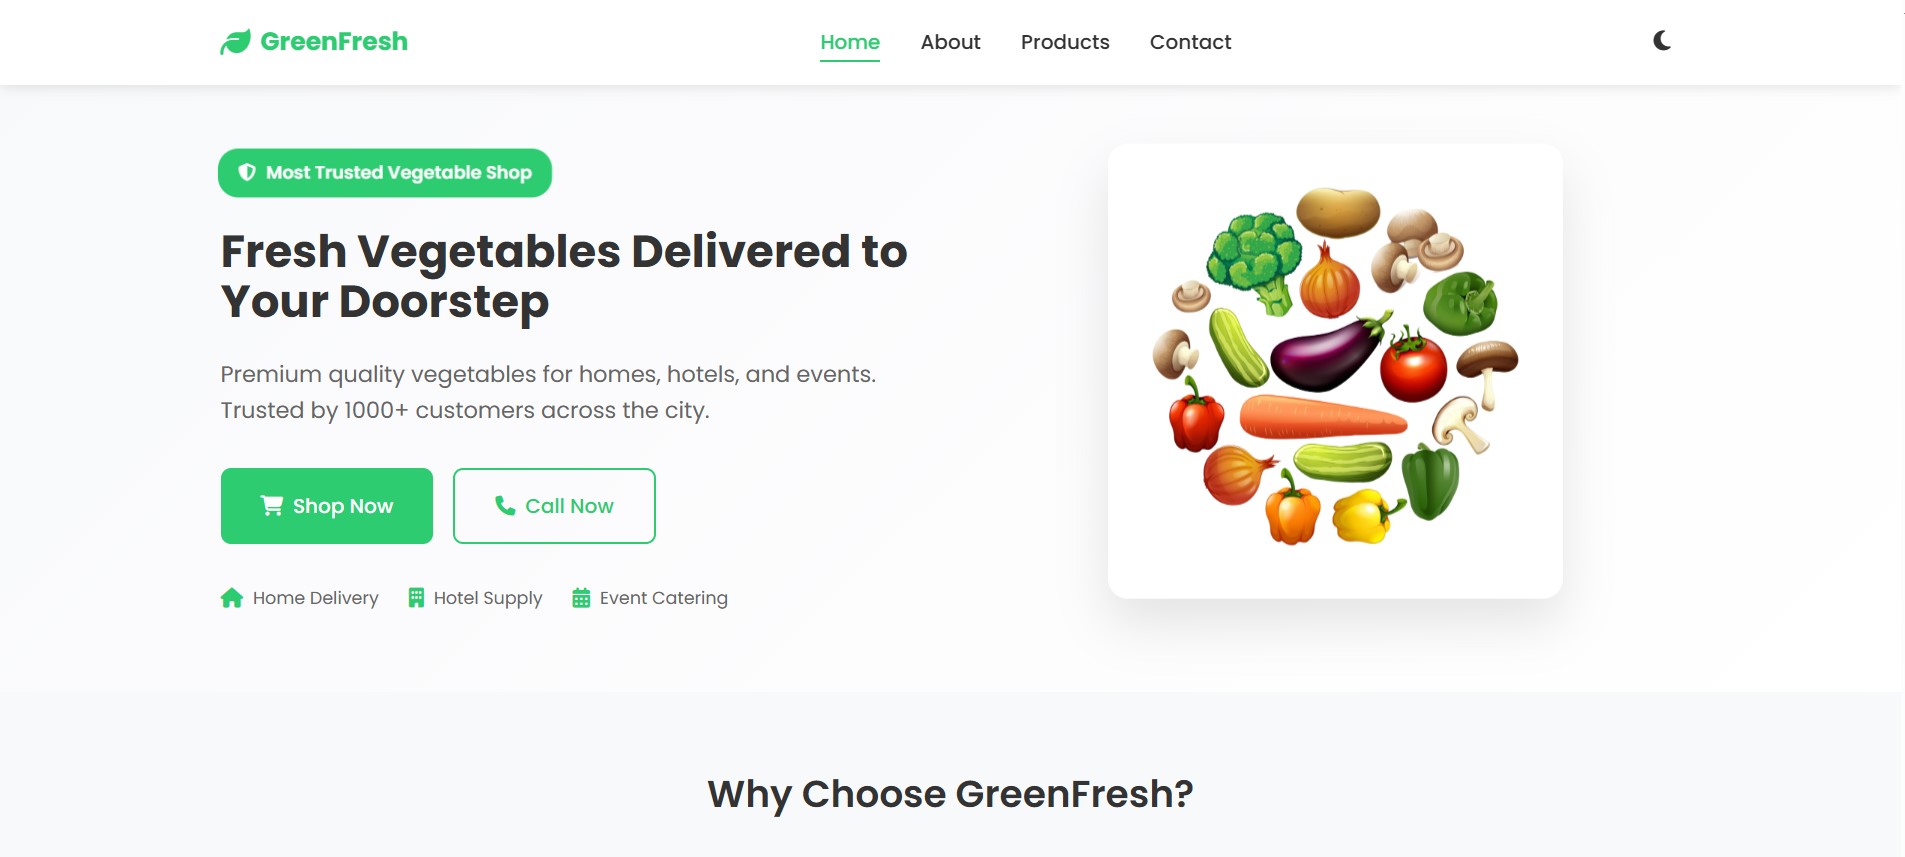 GreenFresh
Home
About
Products
Contact
Most Trusted Vegetable Shop
Fresh Vegetables Delivered to
Your Doorstep
Premium quality vegetables for homes, hotels, and events.
Trusted by 1000+ customers across the city.
Shop Now
Call Now
Home Delivery
Hotel Supply
Event Catering
Why Choose GreenFresh?